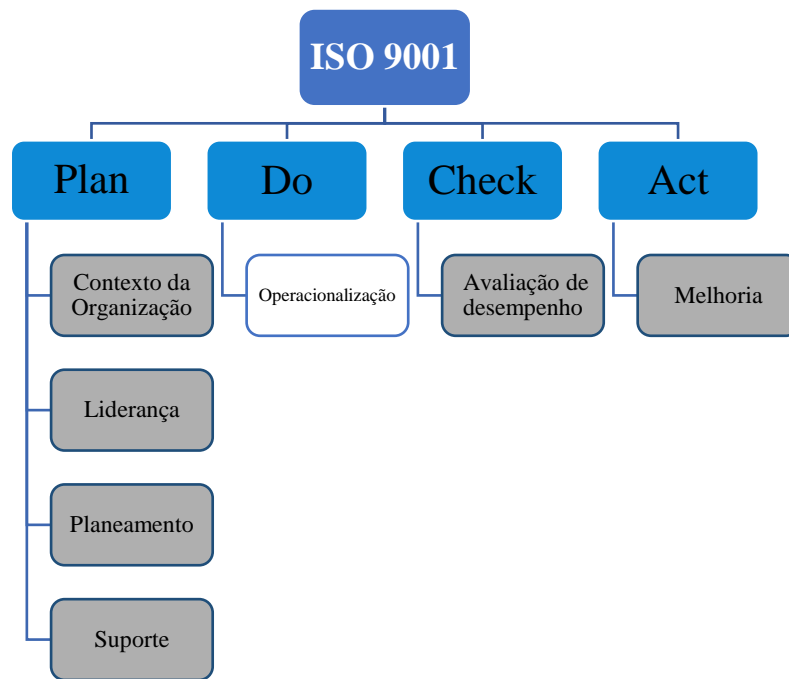 ISO 9001
Plan
Do
Check
Act
Contexto da
Organização
Operacionalização
Avaliação de
desempenho
Melhoria
Liderança
Planeamento
Suporte